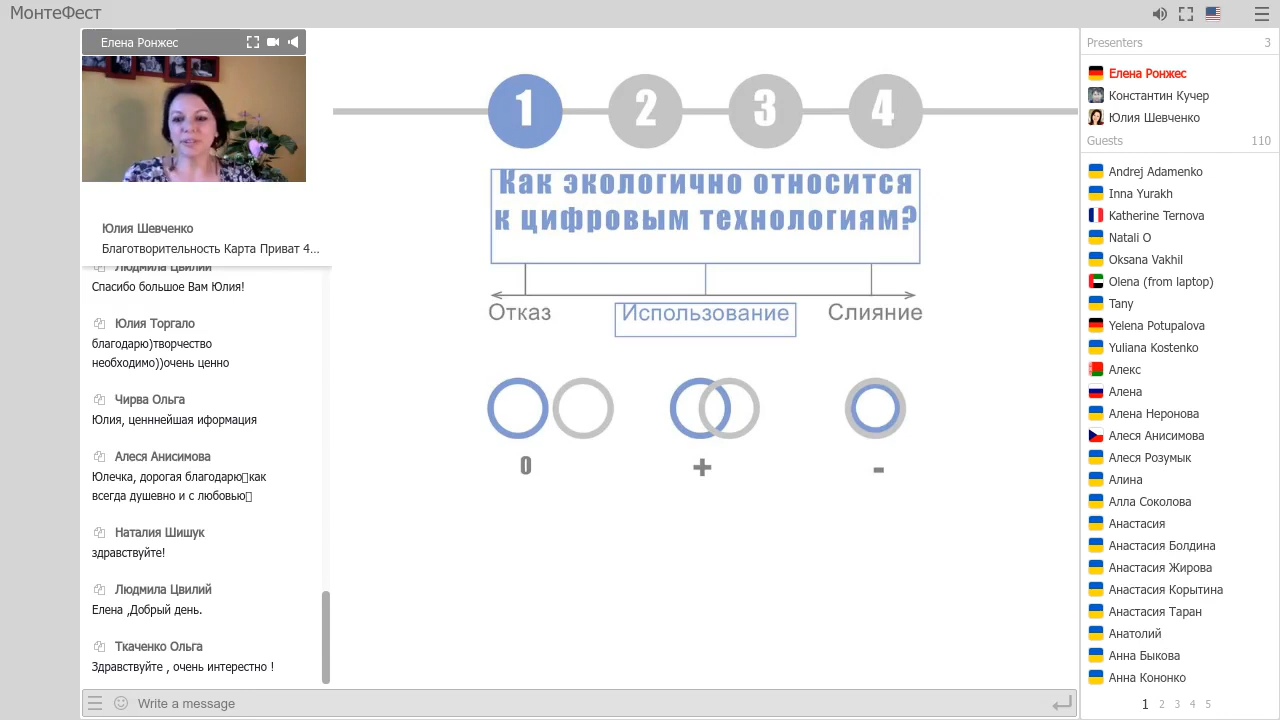 МонтеФест
Елена Ронжес
Юлия Шевченко
Благотворительность Карта Приват 4...
Людмила Цвилий
Спасибо большое Вам Юлия!
Юлия Торгало
благодарю)творчество
необходимо))очень ценно
Чирва Ольга
Юлия, ценннейшая иформация
Алеся Анисимова
Юлечка, дорогая благодарю▯как
всегда душевно и с любовью▯
Наталия Шишук
здравствуйте!
Людмила Цвилий
Елена ,Добрый день.
Ткаченко Ольга
Здравствуйте , очень интерестно !
Write a message
1 2 3 4
Как экологично относится
к цифровым технологиям?
Отказ Использование Слияние
0 + -
Presenters 3
Елена Ронжес
Константин Кучер
Юлия Шевченко
Guests 110
Andrej Adamenko
Inna Yurakh
Katherine Ternova
Natali O
Oksana Vakhil
Olena (from laptop)
Tany
Yelena Potupalova
Yuliana Kostenko
Алекс
Алена
Алена Неронова
Алеся Анисимова
Алеся Розумык
Алина
Алла Соколова
Анастасия
Анастасия Болдина
Анастасия Жирова
Анастасия Корытина
Анастасия Таран
Анатолий
Анна Быкова
Анна Кононко
1 2 3 4 5